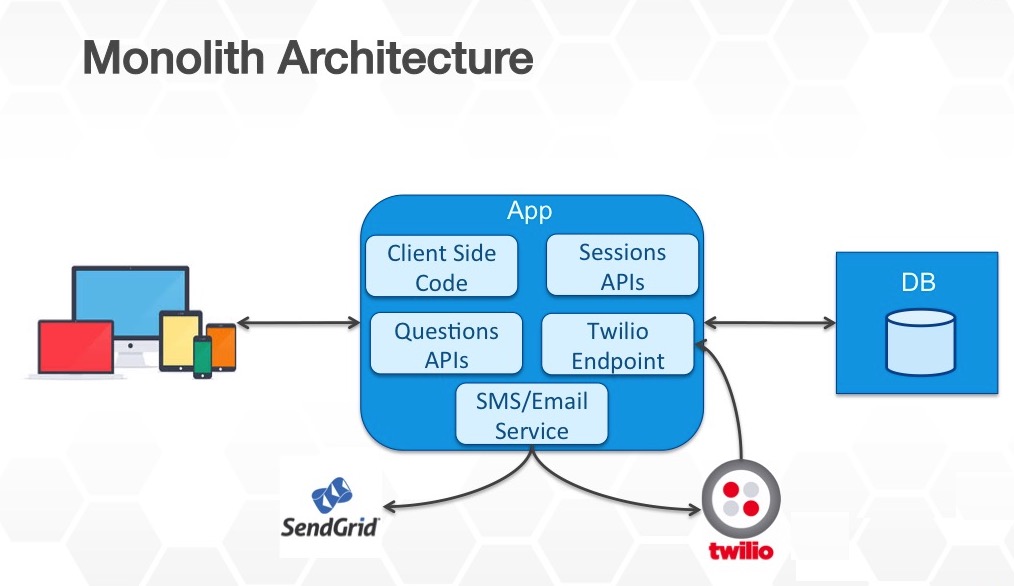 Monolith Architecture
App
Client Side
Code
Sessions
APIs
Questions
APIs
Twilio
Endpoint
SMS/Email
Service
DB
SendGrid
twilio